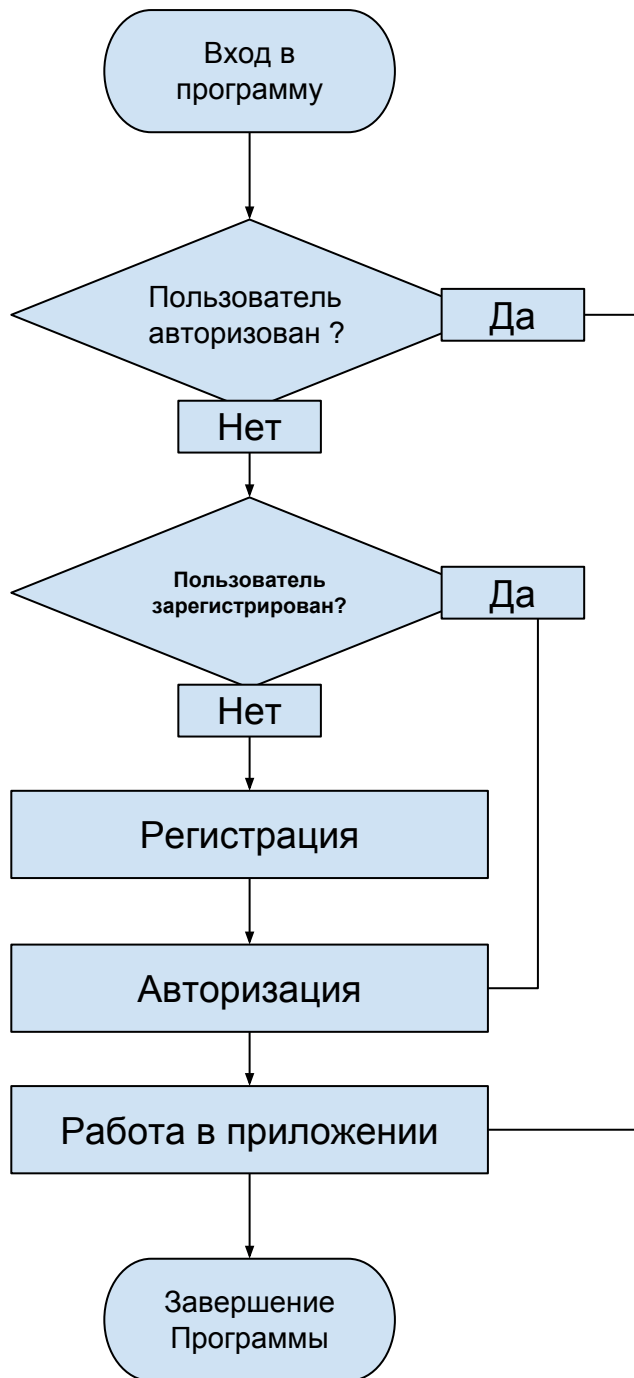 Вход в
программу
Пользователь
авторизован ?
Да
Нет
Пользователь
зарегистрирован?
Да
Нет
Регистрация
Авторизация
Работа в приложении
Завершение
Программы